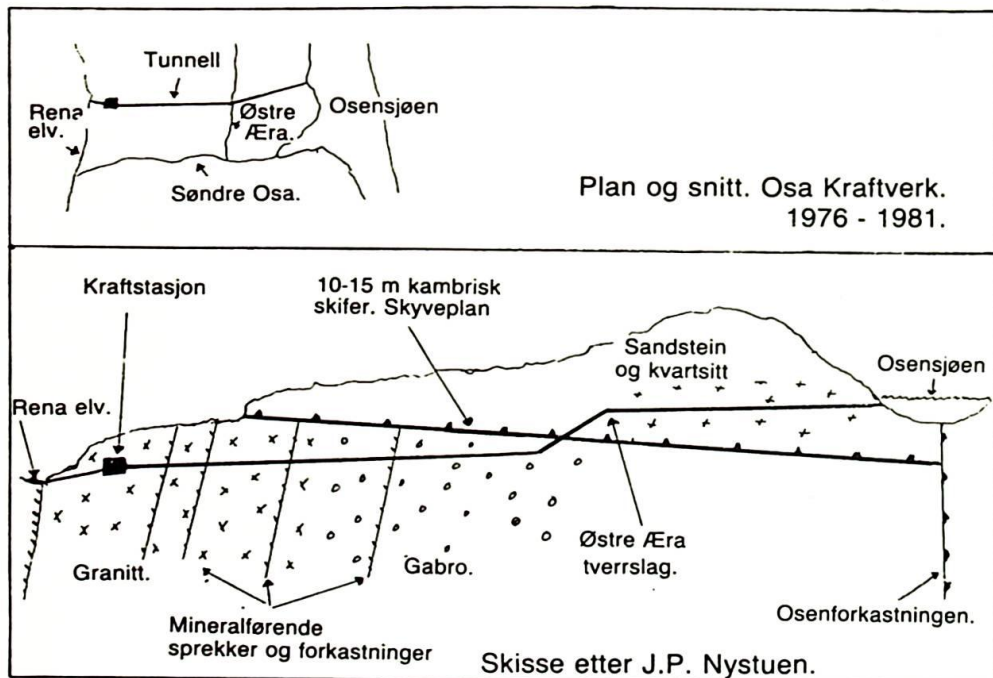 Tunnell
Rena
elv.
Østre
Æra.
Osensjøen
Søndre Osa.
Plan og snitt. Osa Kraftverk.
1976 - 1981.
Kraftstasjon
10-15 m kambrisk
skifer. Skyveplan
Sandstein
og kvartsitt
Osensjøen
Rena elv.
Granitt.
Gabro.
Østre Æra
tverrslag.
Osenforkastningen.
Mineralførende
sprekker og forkastninger
Skisse etter J.P. Nystuen.